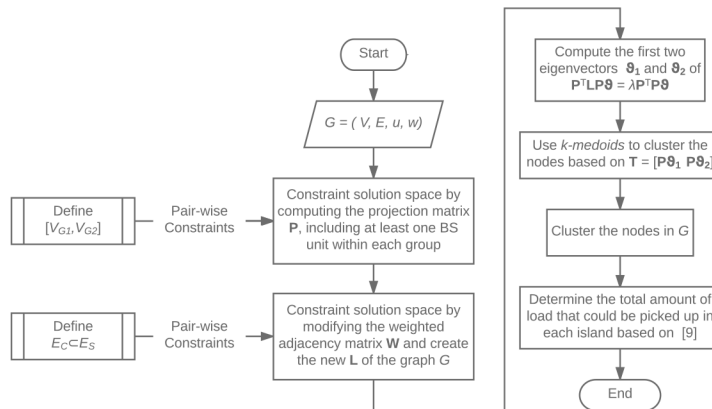 Start
G = ( V, E, u, w)
Define
[V_{G1},V_{G2}]
Pair-wise
Constraints
Constraint solution space by
computing the projection matrix
P, including at least one BS
unit within each group
Define
E_C⊂E_S
Pair-wise
Constraints
Constraint solution space by
modifying the weighted
adjacency matrix W and create
the new L of the graph G
Compute the first two
eigenvectors ϑ₁ and ϑ₂ of
PᵀLPϑ = λPᵀPϑ
Use k-medoids to cluster the
nodes based on T = [Pϑ₁ Pϑ₂]
Cluster the nodes in G
Determine the total amount of
load that could be picked up in
each island based on [9]
End